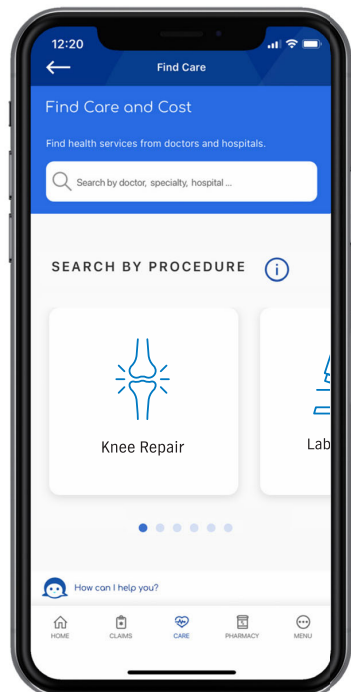 12:20
Find Care
Find Care and Cost
Find health services from doctors and hospitals.
Search by doctor, specialty, hospital ...
SEARCH BY PROCEDURE i
Knee Repair
Lab
How can I help you?
HOME CLAIMS CARE PHARMACY MENU